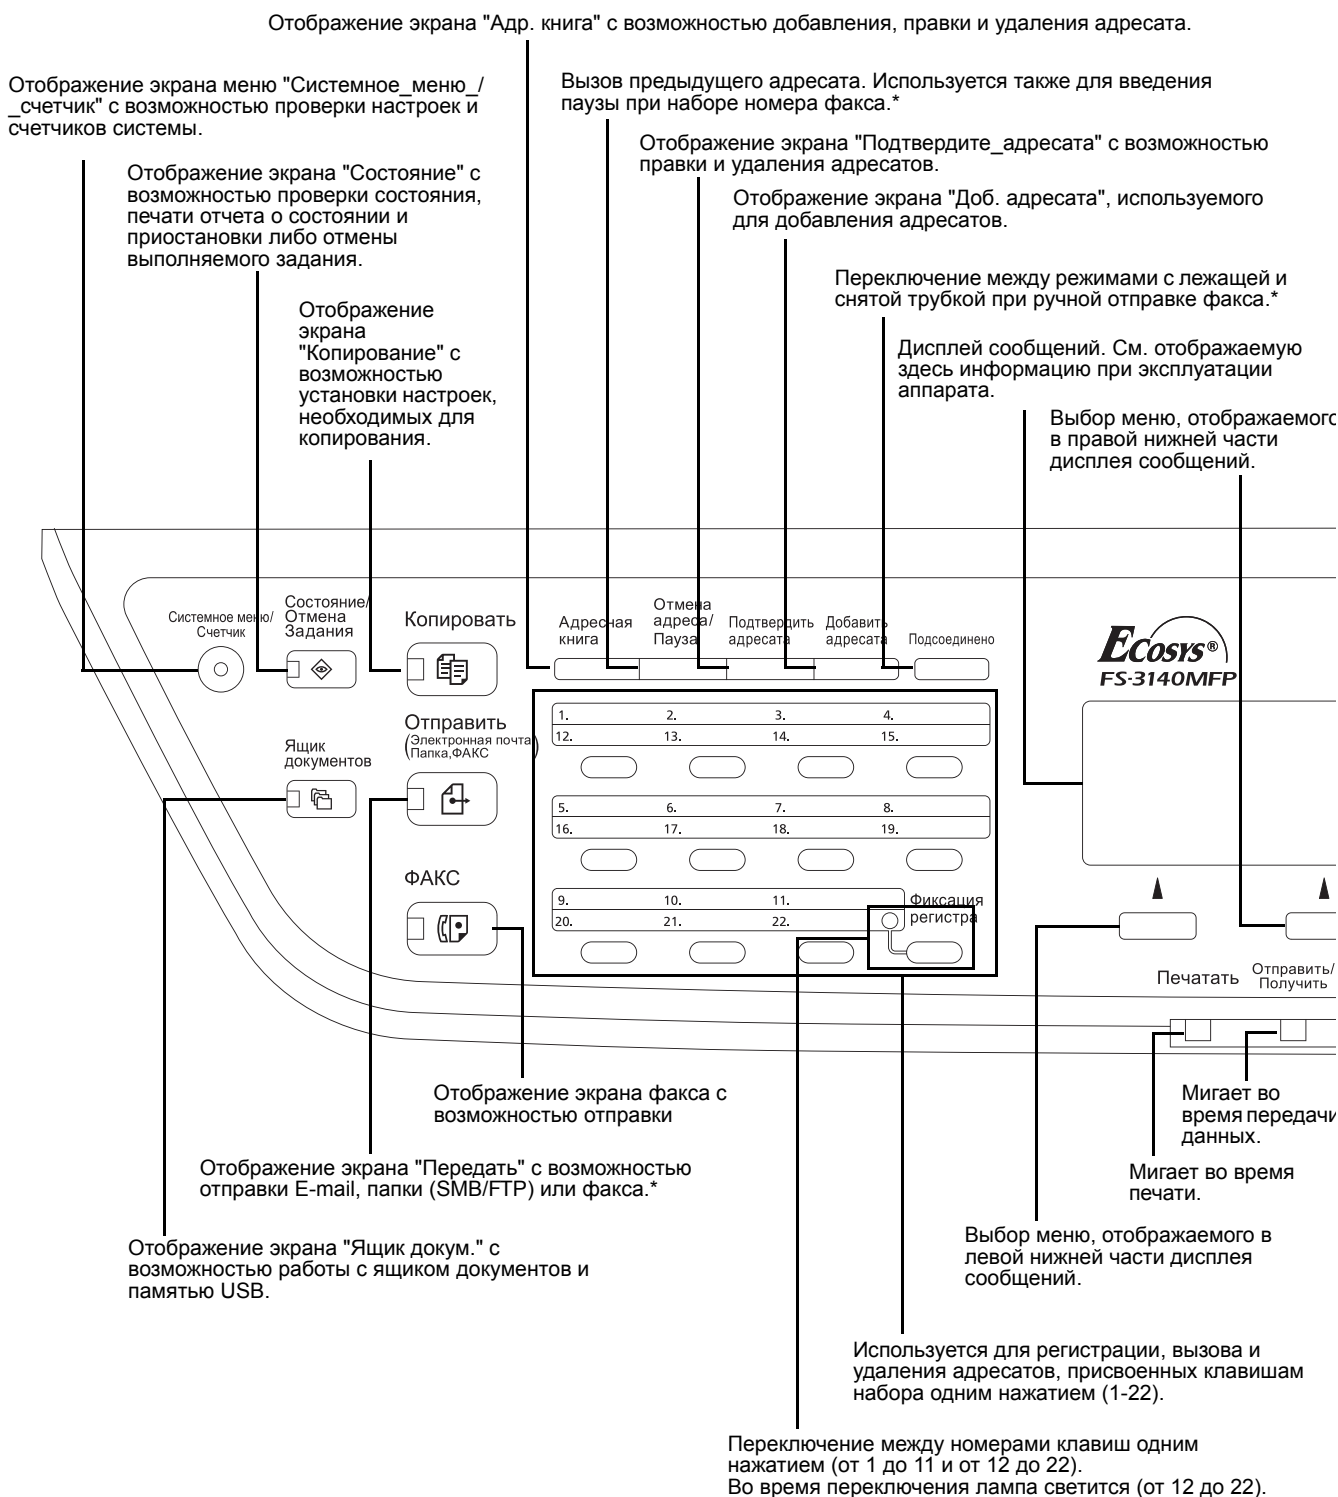 Отображение экрана "Адр. книга" с возможностью добавления, правки и удаления адресата.
Отображение экрана меню "Системное_меню_/
_счетчик" с возможностью проверки настроек и
счетчиков системы.
Вызов предыдущего адресата. Используется также для введения
паузы при наборе номера факса.*
Отображение экрана "Подтвердите_адресата" с возможностью
правки и удаления адресатов.
Отображение экрана "Состояние" с
возможностью проверки состояния,
печати отчета о состоянии и
приостановки либо отмены
выполняемого задания.
Отображение экрана "Доб. адресата", используемого
для добавления адресатов.
Переключение между режимами с лежащей и
снятой трубкой при ручной отправке факса.*
Отображение
экрана
"Копирование" с
возможностью
установки настроек,
необходимых для
копирования.
Дисплей сообщений. См. отображаемую
здесь информацию при эксплуатации
аппарата.
Выбор меню, отображаемого
в правой нижней части
дисплея сообщений.
Системное меню/
Счетчик
Состояние/
Отмена
Задания
Копировать
Адресная
книга
Отмена
адреса/
Пауза
Подтвердить
адресата
Добавить
адресата
Подсоединено
Ecosys®
FS-3140MFP
Отправить
(Электронная почта
Папка,ФАКС)
Ящик
документов
ФАКС
1. 2. 3. 4.
12. 13. 14. 15.
5. 6. 7. 8.
16. 17. 18. 19.
9. 10. 11.
20. 21. 22.
Фиксация
регистра
Печатать
Отправить/
Получить
Отображение экрана факса с
возможностью отправки
Мигает во
время передачи
данных.
Отображение экрана "Передать" с возможностью
отправки E-mail, папки (SMB/FTP) или факса.*
Мигает во время
печати.
Отображение экрана "Ящик докум." с
возможностью работы с ящиком документов и
памятью USB.
Выбор меню, отображаемого в
левой нижней части дисплея
сообщений.
Используется для регистрации, вызова и
удаления адресатов, присвоенных клавишам
набора одним нажатием (1-22).
Переключение между номерами клавиш одним
нажатием (от 1 до 11 и от 12 до 22).
Во время переключения лампа светится (от 12 до 22).